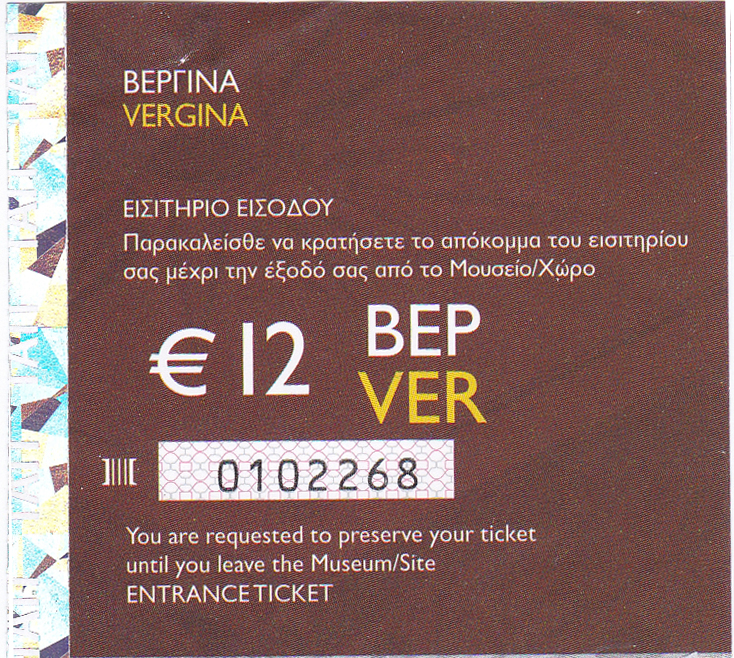 ΒΕΡΓΙΝΑ
VERGINA
ΕΙΣΙΤΗΡΙΟ ΕΙΣΟΔΟΥ
Παρακαλείσθε να κρατήσετε το απόκομμα του εισιτηρίου
σας μέχρι την έξοδό σας από το Μουσείο/Χώρο
€ 12 ΒΕΡ
VER
0102268
You are requested to preserve your ticket
until you leave the Museum/Site
ENTRANCE TICKET